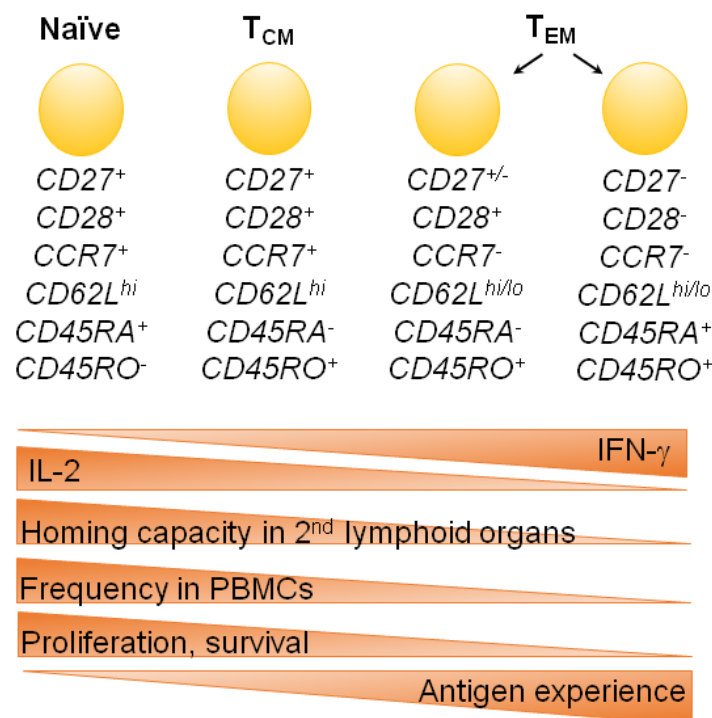 Naïve T_CM T_EM
CD27⁺ CD27⁺ CD27⁺/⁻ CD27⁻
CD28⁺ CD28⁺ CD28⁺ CD28⁻
CCR7⁺ CCR7⁺ CCR7⁻ CCR7⁻
CD62Lʰⁱ CD62Lʰⁱ CD62Lʰⁱ/ˡᵒ CD62Lʰⁱ/ˡᵒ
CD45RA⁺ CD45RA⁻ CD45RA⁻ CD45RA⁺
CD45RO⁻ CD45RO⁺ CD45RO⁺ CD45RO⁺
IFN-γ
IL-2
Homing capacity in 2ⁿᵈ lymphoid organs
Frequency in PBMCs
Proliferation, survival
Antigen experience